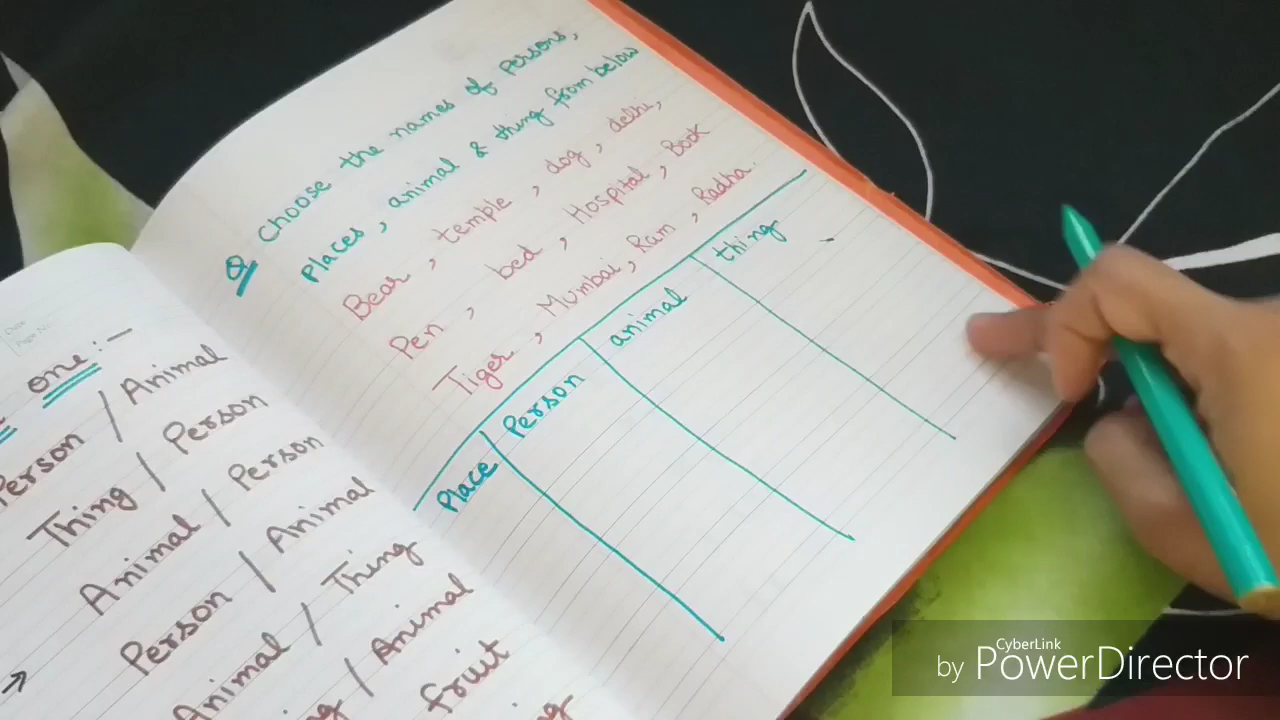 one:-
Person / Animal
Thing / Person
Animal / Person
Person / Animal
Animal / Thing
/ Animal
fruit
Q choose the names of persons,
places, animal & thing from below
Bear, temple, dog, delhi,
Pen, bed, Hospital, Book
Tiger, Mumbai, Ram, Radha
Place Person animal thing
by CyberLink PowerDirector